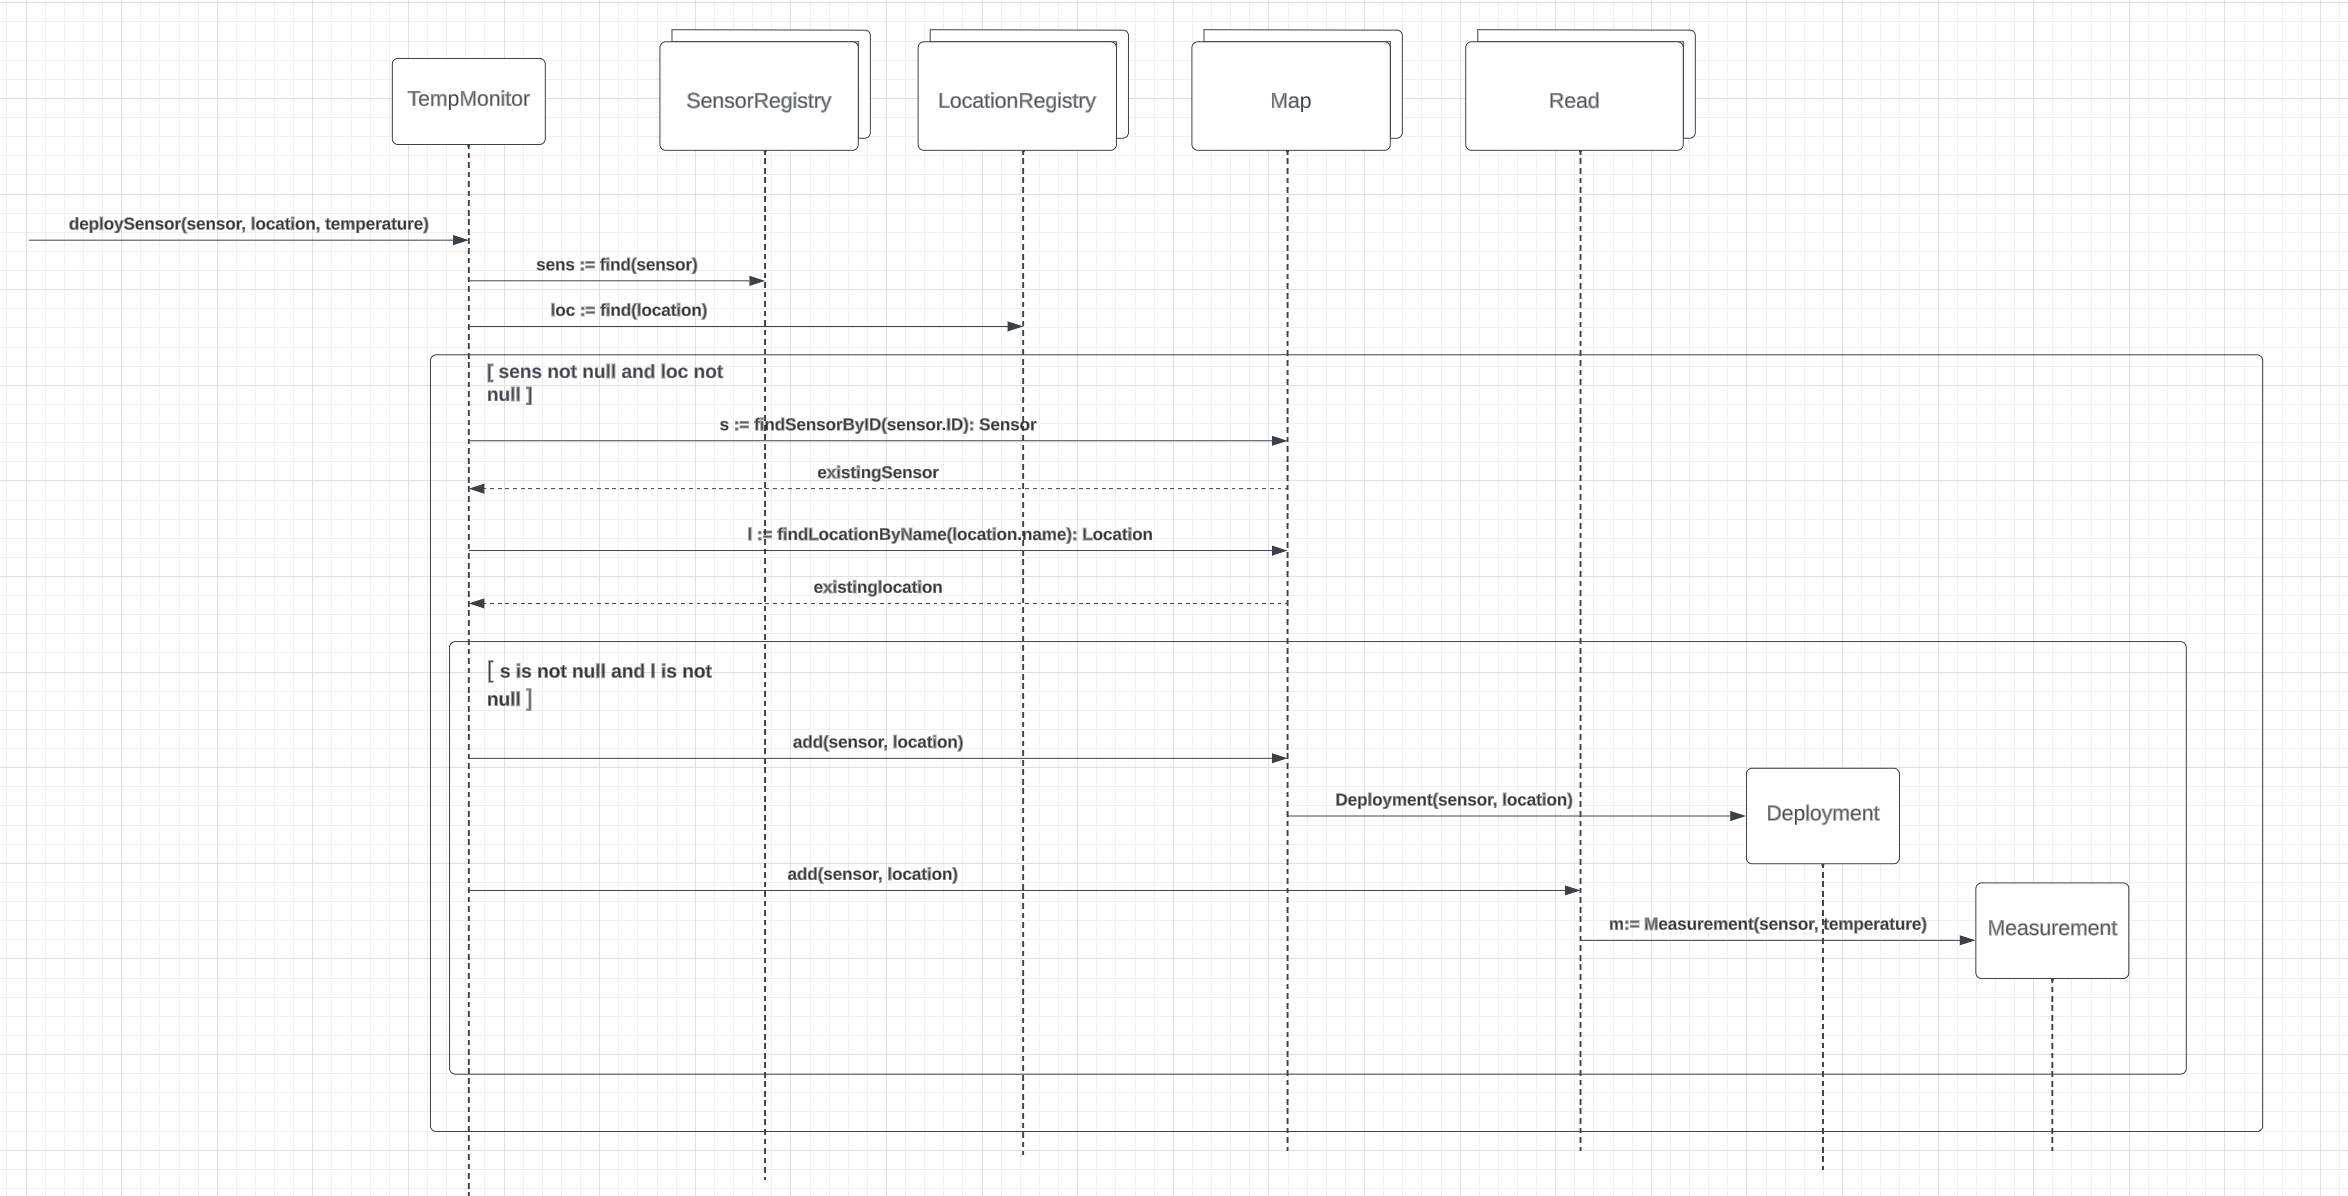 TempMonitor
SensorRegistry
LocationRegistry
Map
Read
deploySensor(sensor, location, temperature)
sens := find(sensor)
loc := find(location)
[ sens not null and loc not
null ]
s := findSensorByID(sensor.ID): Sensor
existingSensor
l := findLocationByName(location.name): Location
existinglocation
[ s is not null and l is not
null ]
add(sensor, location)
Deployment(sensor, location)
Deployment
add(sensor, location)
m:= Measurement(sensor, temperature)
Measurement